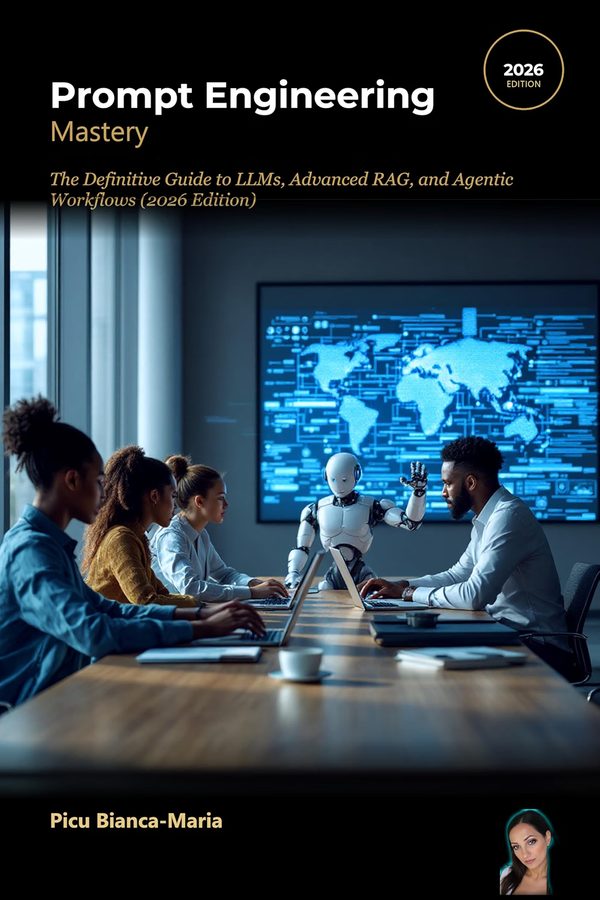 2026
EDITION
Prompt Engineering
Mastery
The Definitive Guide to LLMs, Advanced RAG, and Agentic
Workflows (2026 Edition)
Picu Bianca-Maria